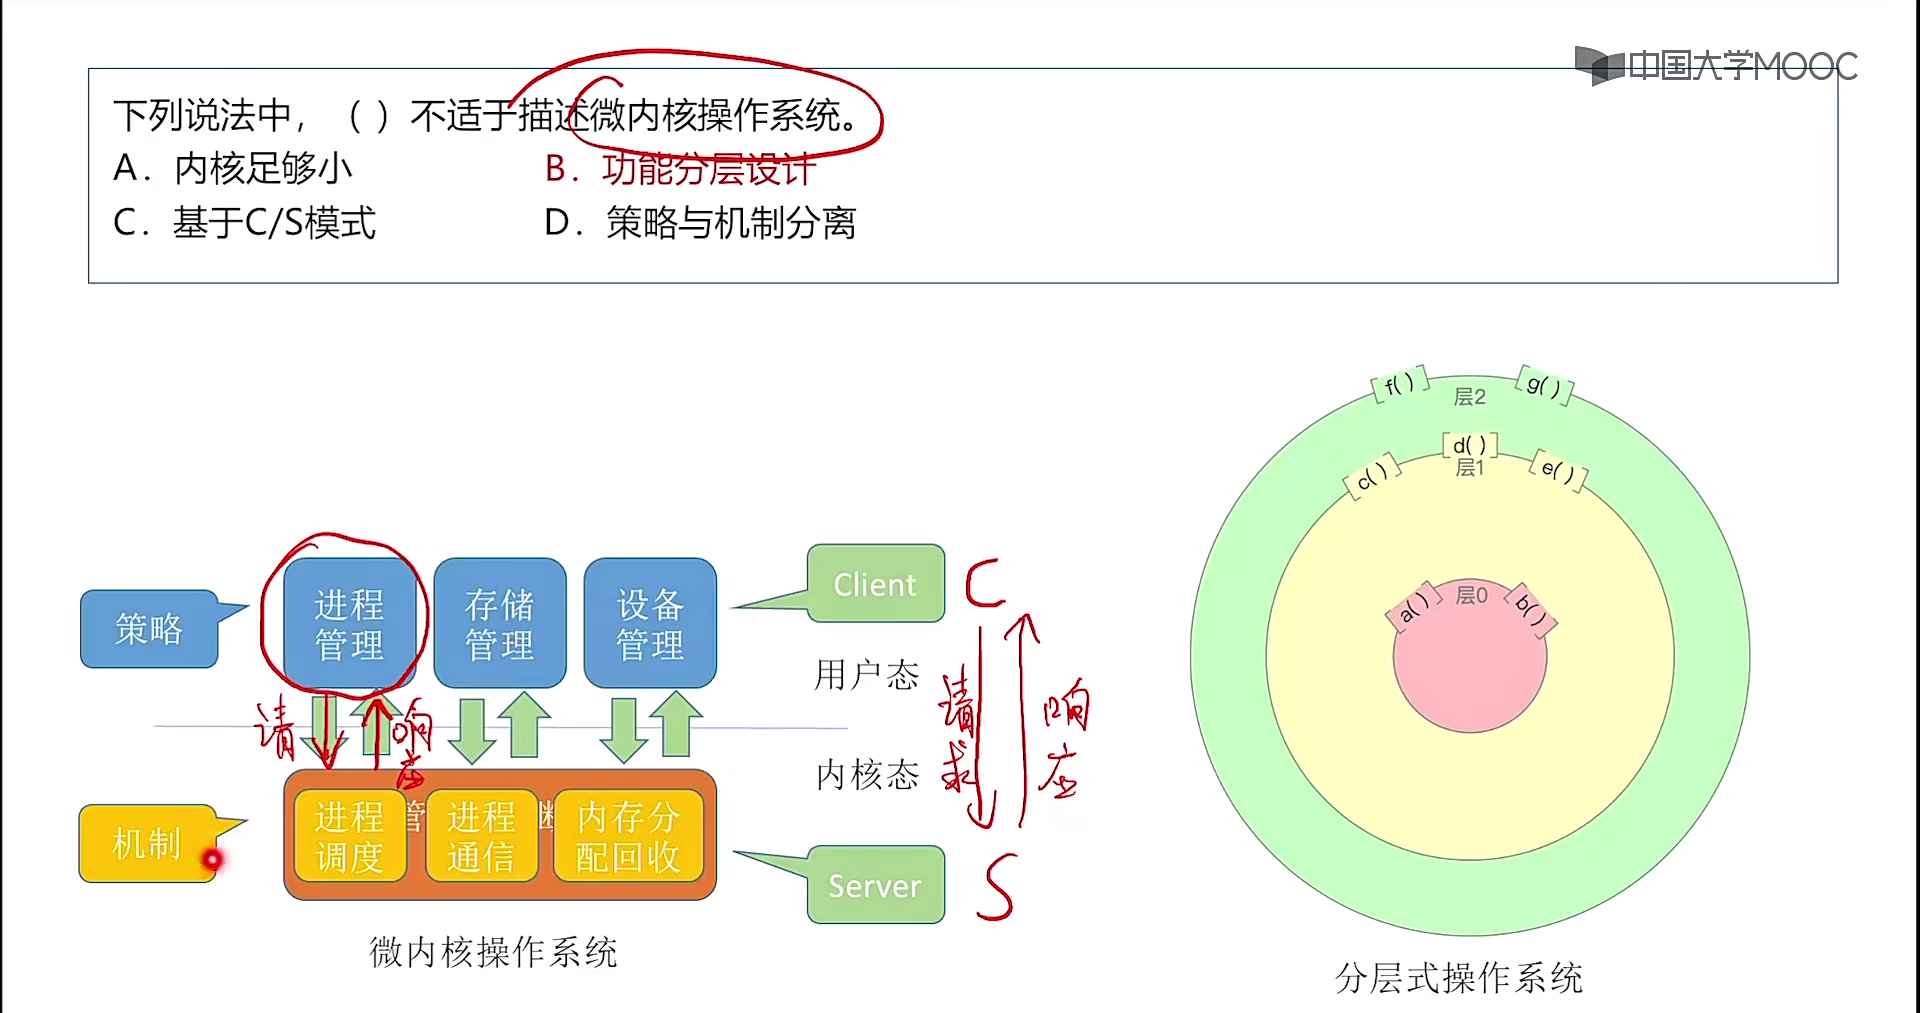 中国大学MOOC
下列说法中，（ ）不适于描述微内核操作系统。
A．内核足够小 B．功能分层设计
C．基于C/S模式 D．策略与机制分离
策略
进程
管理
存储
管理
设备
管理
Client
C
用户态
请
响
应
请
求
响
应
内核态
机制
进程
调度
管
进程
通信
断
内存分
配回收
Server
S
微内核操作系统
f( )
层2
g( )
c( )
d( )
层1
e( )
a( )
层0
b( )
分层式操作系统